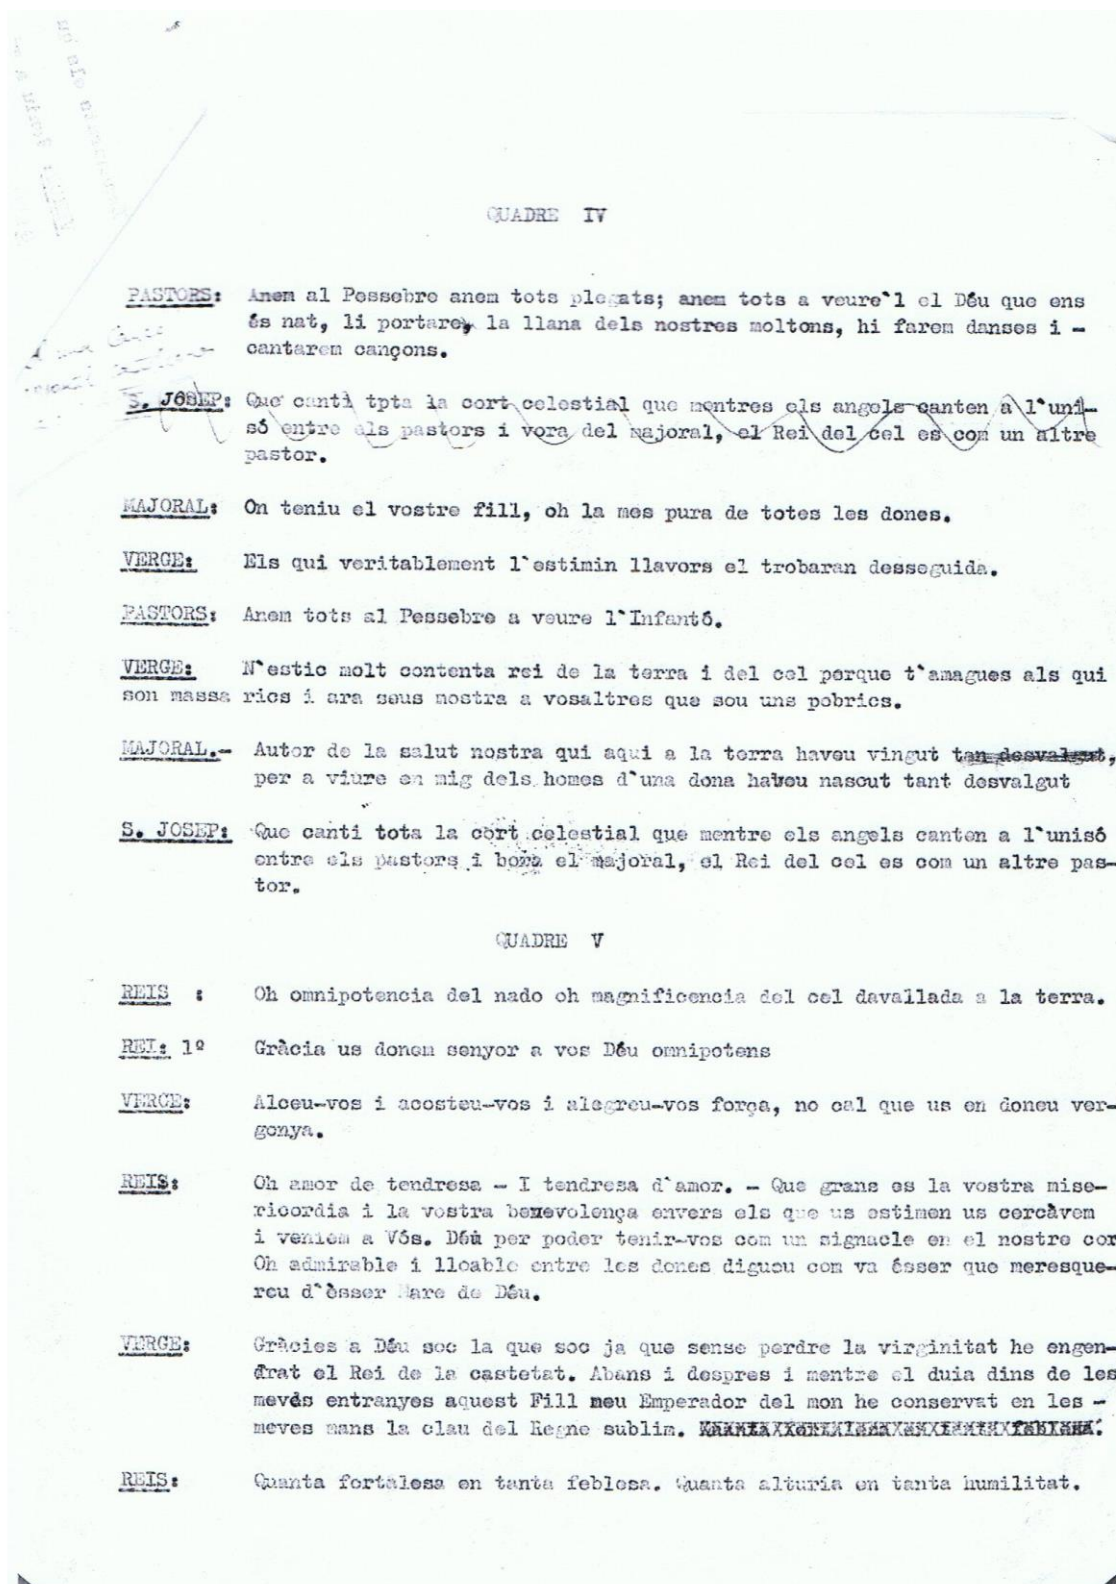 QUADRE IV
PASTORS: Anem al Pessebre anem tots plegats; anem tots a veure`l el Déu que ens
és nat, li portare, la llana dels nostres moltons, hi farem danses i -
cantarem cançons.
S. JOSEP: Que canti tpta la cort celestial que mentres els angels canten a l`uni-
só entre els pastors i vora del majoral, el Rei del cel es com un altre
pastor.
MAJORAL: On teniu el vostre fill, oh la mes pura de totes les dones.
VERGE: Els qui veritablement l`estimin llavors el trobaran desseguida.
PASTORS: Anem tots al Pessebre a veure l`Infantó.
VERGE: N`estic molt contenta rei de la terra i del cel perque t`amagues als qui
son massa rics i ara seus mostra a vosaltres que sou uns pobrics.
MAJORAL.- Autor de la salut nostra qui aqui a la terra haveu vingut tan desvalgut,
per a viure en mig dels homes d`una dona haveu nascut tant desvalgut
S. JOSEP: Que canti tota la cort celestial que mentre els angels canten a l`unisó
entre els pastors i bora el majoral, el Rei del cel es com un altre pas-
tor.
QUADRE V
REIS : Oh omnipotencia del nado oh magnificencia del cel davallada a la terra.
REI: 1º Gràcia us donem senyor a vos Déu omnipotens
VERGE: Alceu-vos i acosteu-vos i alegreu-vos força, no cal que us en doneu ver-
gonya.
REIS: Oh amor de tendresa - I tendresa d`amor. - Que grans es la vostra mise-
ricordia i la vostra benevolença envers els que us estimen us cercàvem
i veniem a Vós. Déu per poder tenir-vos com un signacle en el nostre cor
Oh admirable i lloable entre les dones digueu com va ésser que meresque-
reu d`èsser Mare de Déu.
VERGE: Gràcies a Déu soc la que soc ja que sense perdre la virginitat he engen-
drat el Rei de la castetat. Abans i despres i mentre el duia dins de les
meves entranyes aquest Fill meu Emperador del mon he conservat en les -
meves mans la clau del Regne sublim.
REIS: Quanta fortalesa en tanta feblesa. Quanta alturia en tanta humilitat.